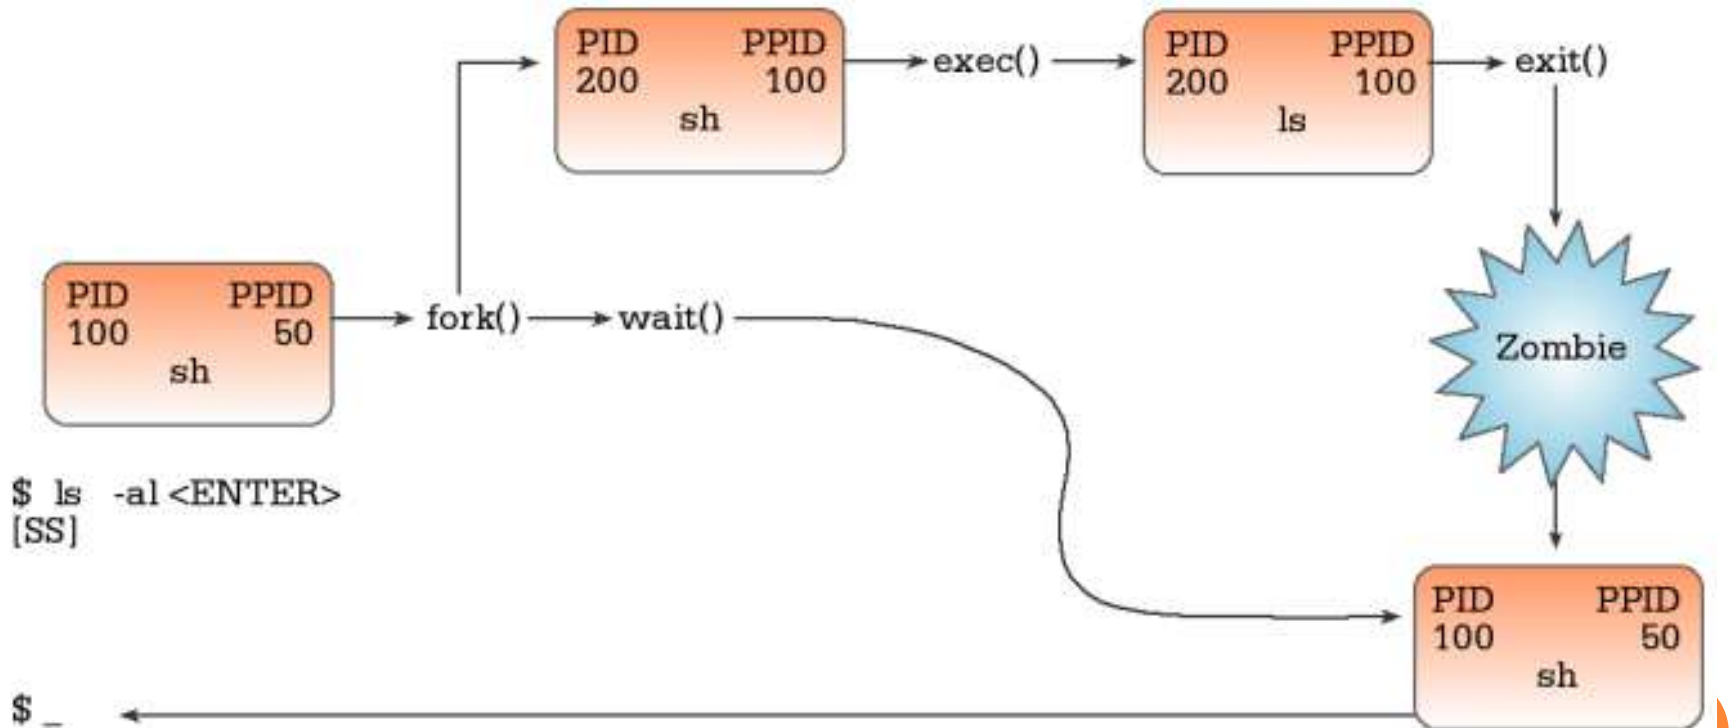 PID PPID
200 100
sh
exec()
PID PPID
200 100
ls
exit()
PID PPID
100 50
sh
fork()
wait()
Zombie
$ ls -al <ENTER>
[SS]
PID PPID
100 50
sh
$ _